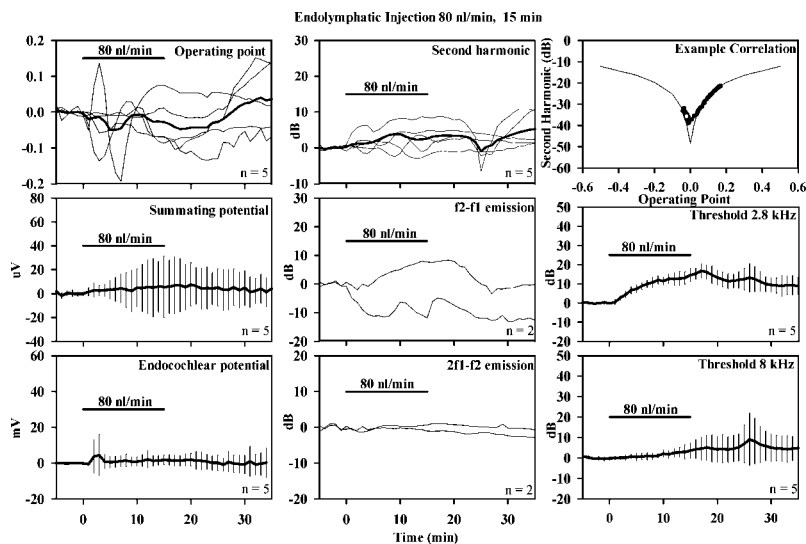 Endolymphatic Injection 80 nl/min, 15 min
0.2
0.1
0.0
-0.1
-0.2
80 nl/min
Operating point
n = 5
30
20
10
0
-10
dB
Second harmonic
80 nl/min
n = 5
0
-10
-20
-30
-40
-50
-60
Second Harmonic (dB)
Example Correlation
-0.6 -0.4 -0.2 0.0 0.2 0.4 0.6
Operating Point
80
60
40
20
0
-20
-40
uV
Summating potential
80 nl/min
n = 5
30
20
10
0
-10
-20
dB
f2-f1 emission
80 nl/min
n = 2
50
40
30
20
10
0
-10
-20
dB
Threshold 2.8 kHz
80 nl/min
n = 5
60
40
20
0
-20
mV
Endocochlear potential
80 nl/min
n = 5
0 10 20 30
30
20
10
0
-10
-20
dB
2f1-f2 emission
80 nl/min
n = 2
0 10 20 30
Time (min)
50
40
30
20
10
0
-10
-20
dB
Threshold 8 kHz
80 nl/min
n = 5
0 10 20 30